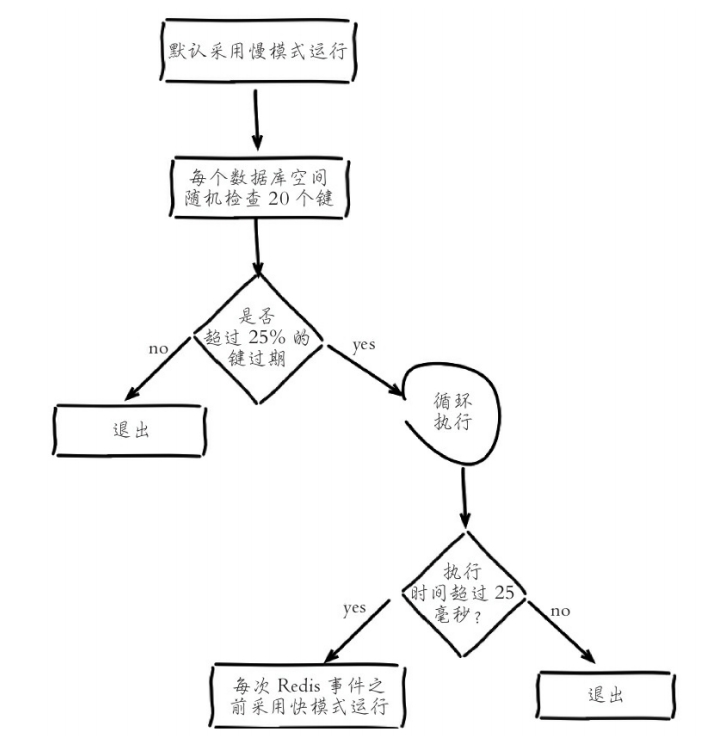 默认采用慢模式运行
每个数据库空间
随机检查 20 个键
是否
超过 25% 的
键过期
no
yes
退出
循环
执行
执行
时间超过 25
毫秒?
yes
no
每次 Redis 事件之
前采用快模式运行
退出